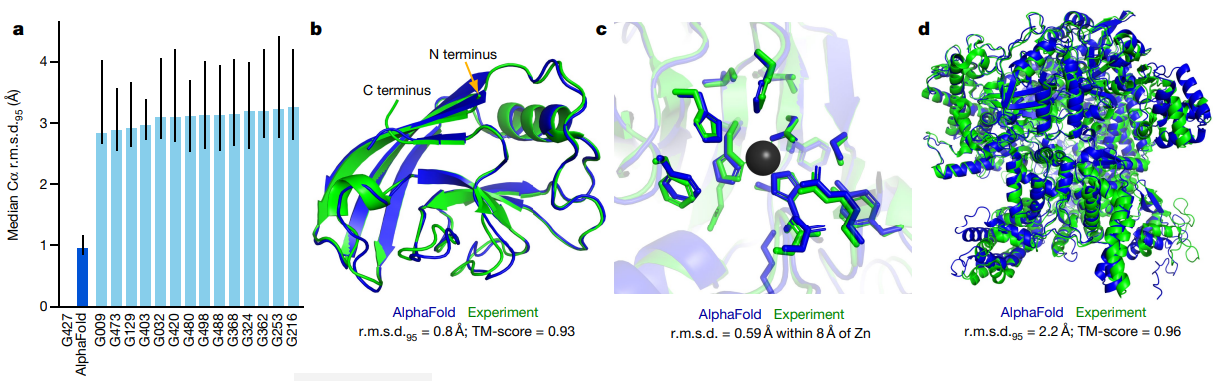 a
Median Cα r.m.s.d.95 (Å)
4
3
2
1
0
G427
AlphaFold
G009
G473
G129
G403
G032
G420
G480
G498
G488
G368
G324
G362
G253
G216
b
N terminus
C terminus
AlphaFold Experiment
r.m.s.d.95 = 0.8 Å; TM-score = 0.93
c
AlphaFold Experiment
r.m.s.d. = 0.59 Å within 8 Å of Zn
d
AlphaFold Experiment
r.m.s.d.95 = 2.2 Å; TM-score = 0.96